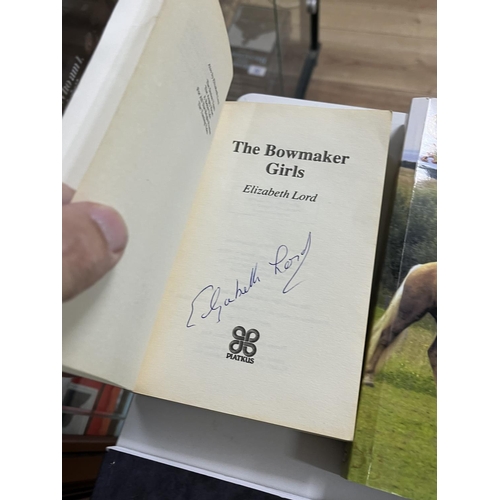 The Bowmaker
Girls
Elizabeth Lord
Elizabeth Lord
PIATKUS